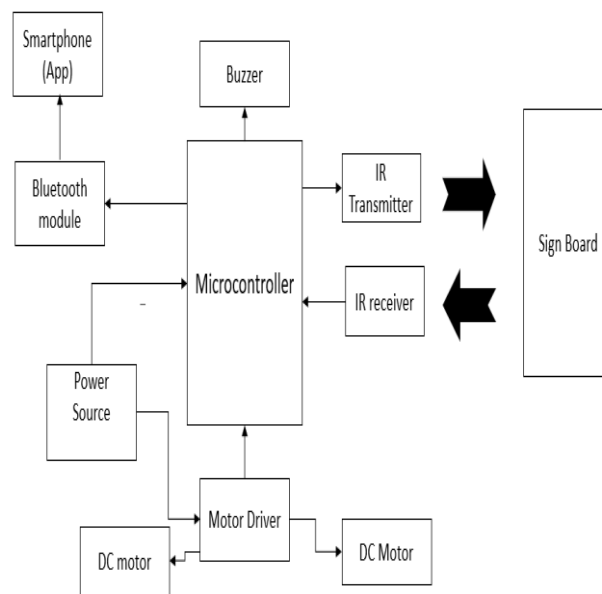 Smartphone
(App)
Buzzer
Bluetooth
module
IR
Transmitter
Sign Board
Microcontroller
IR receiver
Power
Source
Motor Driver
DC motor
DC Motor